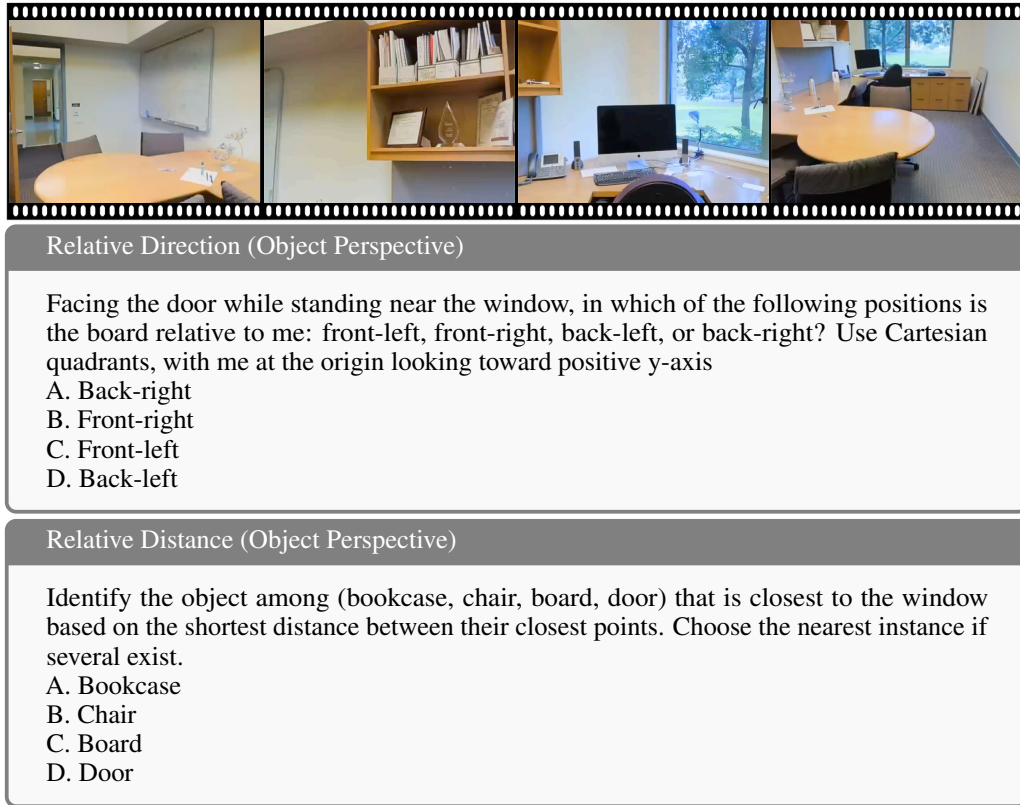 Relative Direction (Object Perspective)
Facing the door while standing near the window, in which of the following positions is
the board relative to me: front-left, front-right, back-left, or back-right? Use Cartesian
quadrants, with me at the origin looking toward positive y-axis
A. Back-right
B. Front-right
C. Front-left
D. Back-left
Relative Distance (Object Perspective)
Identify the object among (bookcase, chair, board, door) that is closest to the window
based on the shortest distance between their closest points. Choose the nearest instance if
several exist.
A. Bookcase
B. Chair
C. Board
D. Door